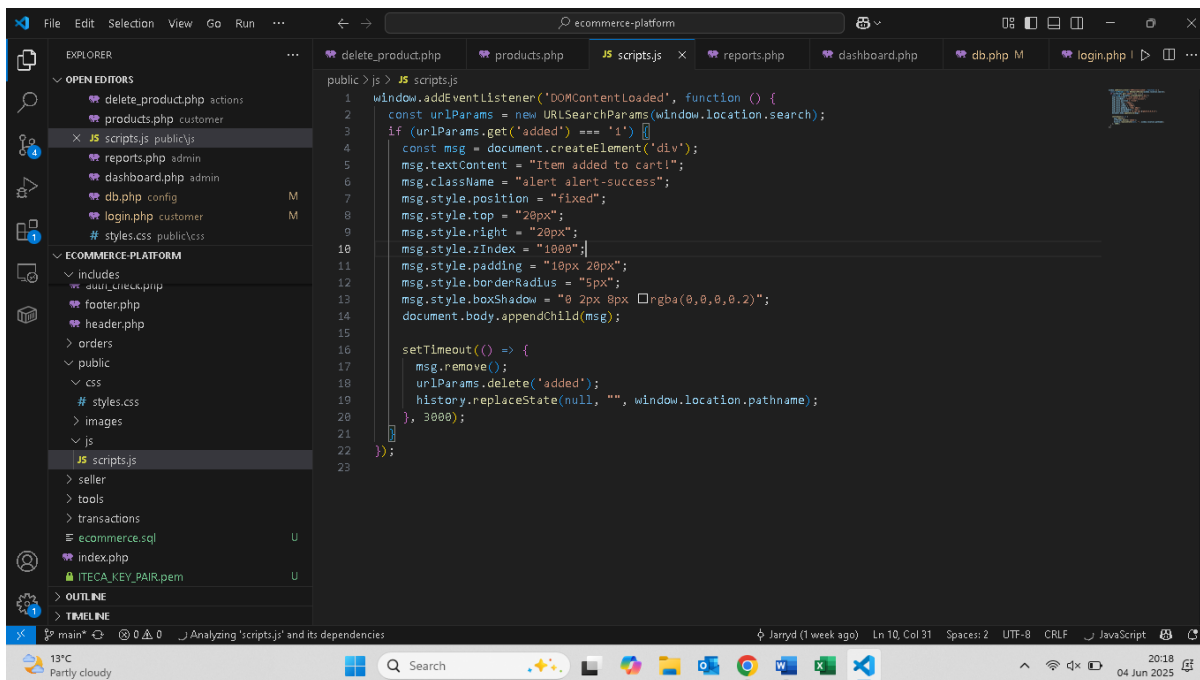 File Edit Selection View Go Run ···
ecommerce-platform
EXPLORER ···
OPEN EDITORS
delete_product.php actions
products.php customer
JS scripts.js public\js
reports.php admin
dashboard.php admin
db.php config M
login.php customer M
# styles.css public\css
ECOMMERCE-PLATFORM
includes
auth_check.php
footer.php
header.php
orders
public
css
# styles.css
images
js
JS scripts.js
seller
tools
transactions
ecommerce.sql U
index.php
ITECA_KEY_PAIR.pem U
OUTLINE
TIMELINE
4
1
1
delete_product.php products.php JS scripts.js reports.php dashboard.php db.php M login.php
public > js > JS scripts.js
1 window.addEventListener('DOMContentLoaded', function () {
2 const urlParams = new URLSearchParams(window.location.search);
3 if (urlParams.get('added') === '1') {
4 const msg = document.createElement('div');
5 msg.textContent = "Item added to cart!";
6 msg.className = "alert alert-success";
7 msg.style.position = "fixed";
8 msg.style.top = "20px";
9 msg.style.right = "20px";
10 msg.style.zIndex = "1000";
11 msg.style.padding = "10px 20px";
12 msg.style.borderRadius = "5px";
13 msg.style.boxShadow = "0 2px 8px rgba(0,0,0,0.2)";
14 document.body.appendChild(msg);
15
16 setTimeout(() => {
17 msg.remove();
18 urlParams.delete('added');
19 history.replaceState(null, "", window.location.pathname);
20 }, 3000);
21 }
22 });
23
main* 0 0 Analyzing 'scripts.js' and its dependencies Jarryd (1 week ago) Ln 10, Col 31 Spaces: 2 UTF-8 CRLF JavaScript
13°C
Partly cloudy
Search
20:18
04 Jun 2025